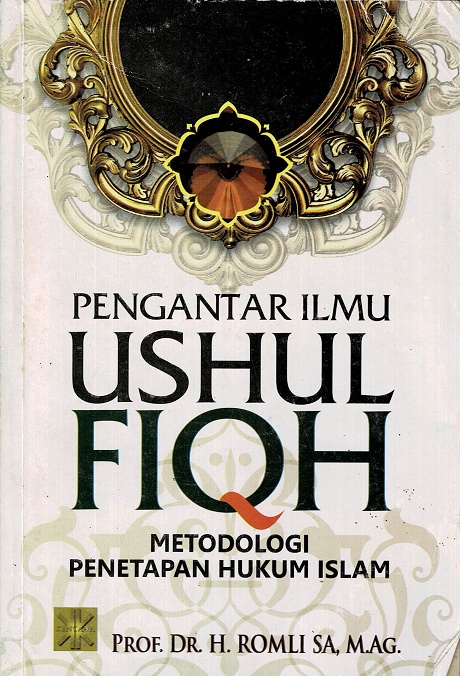 PENGANTAR ILMU
USHUL
FIQH
METODOLOGI
PENETAPAN HUKUM ISLAM
PROF. DR. H. ROMLI SA, M.AG.